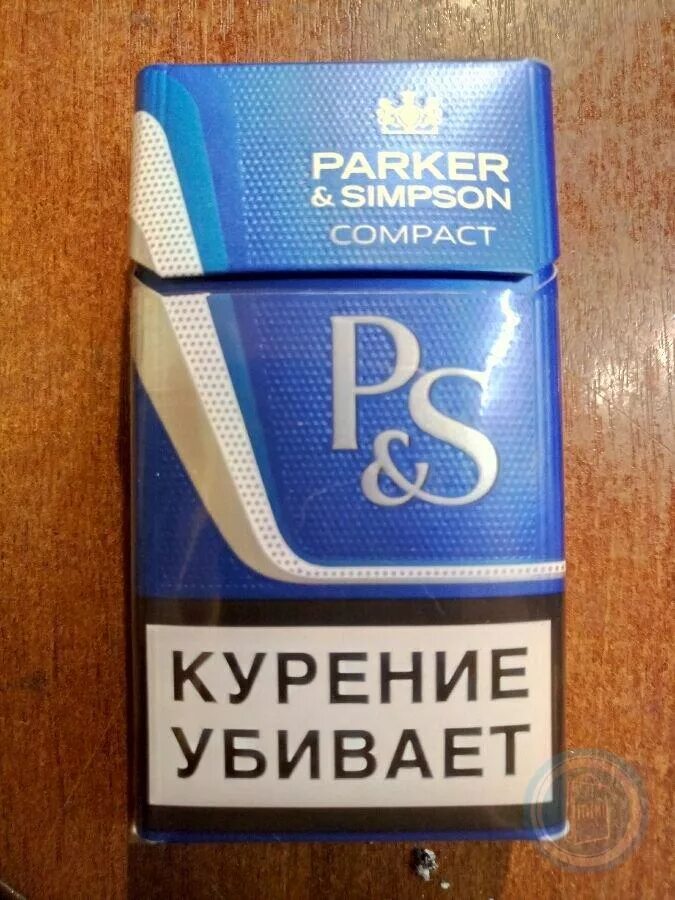 PARKER
& SIMPSON
COMPACT
P&S
КУРЕНИЕ
УБИВАЕТ